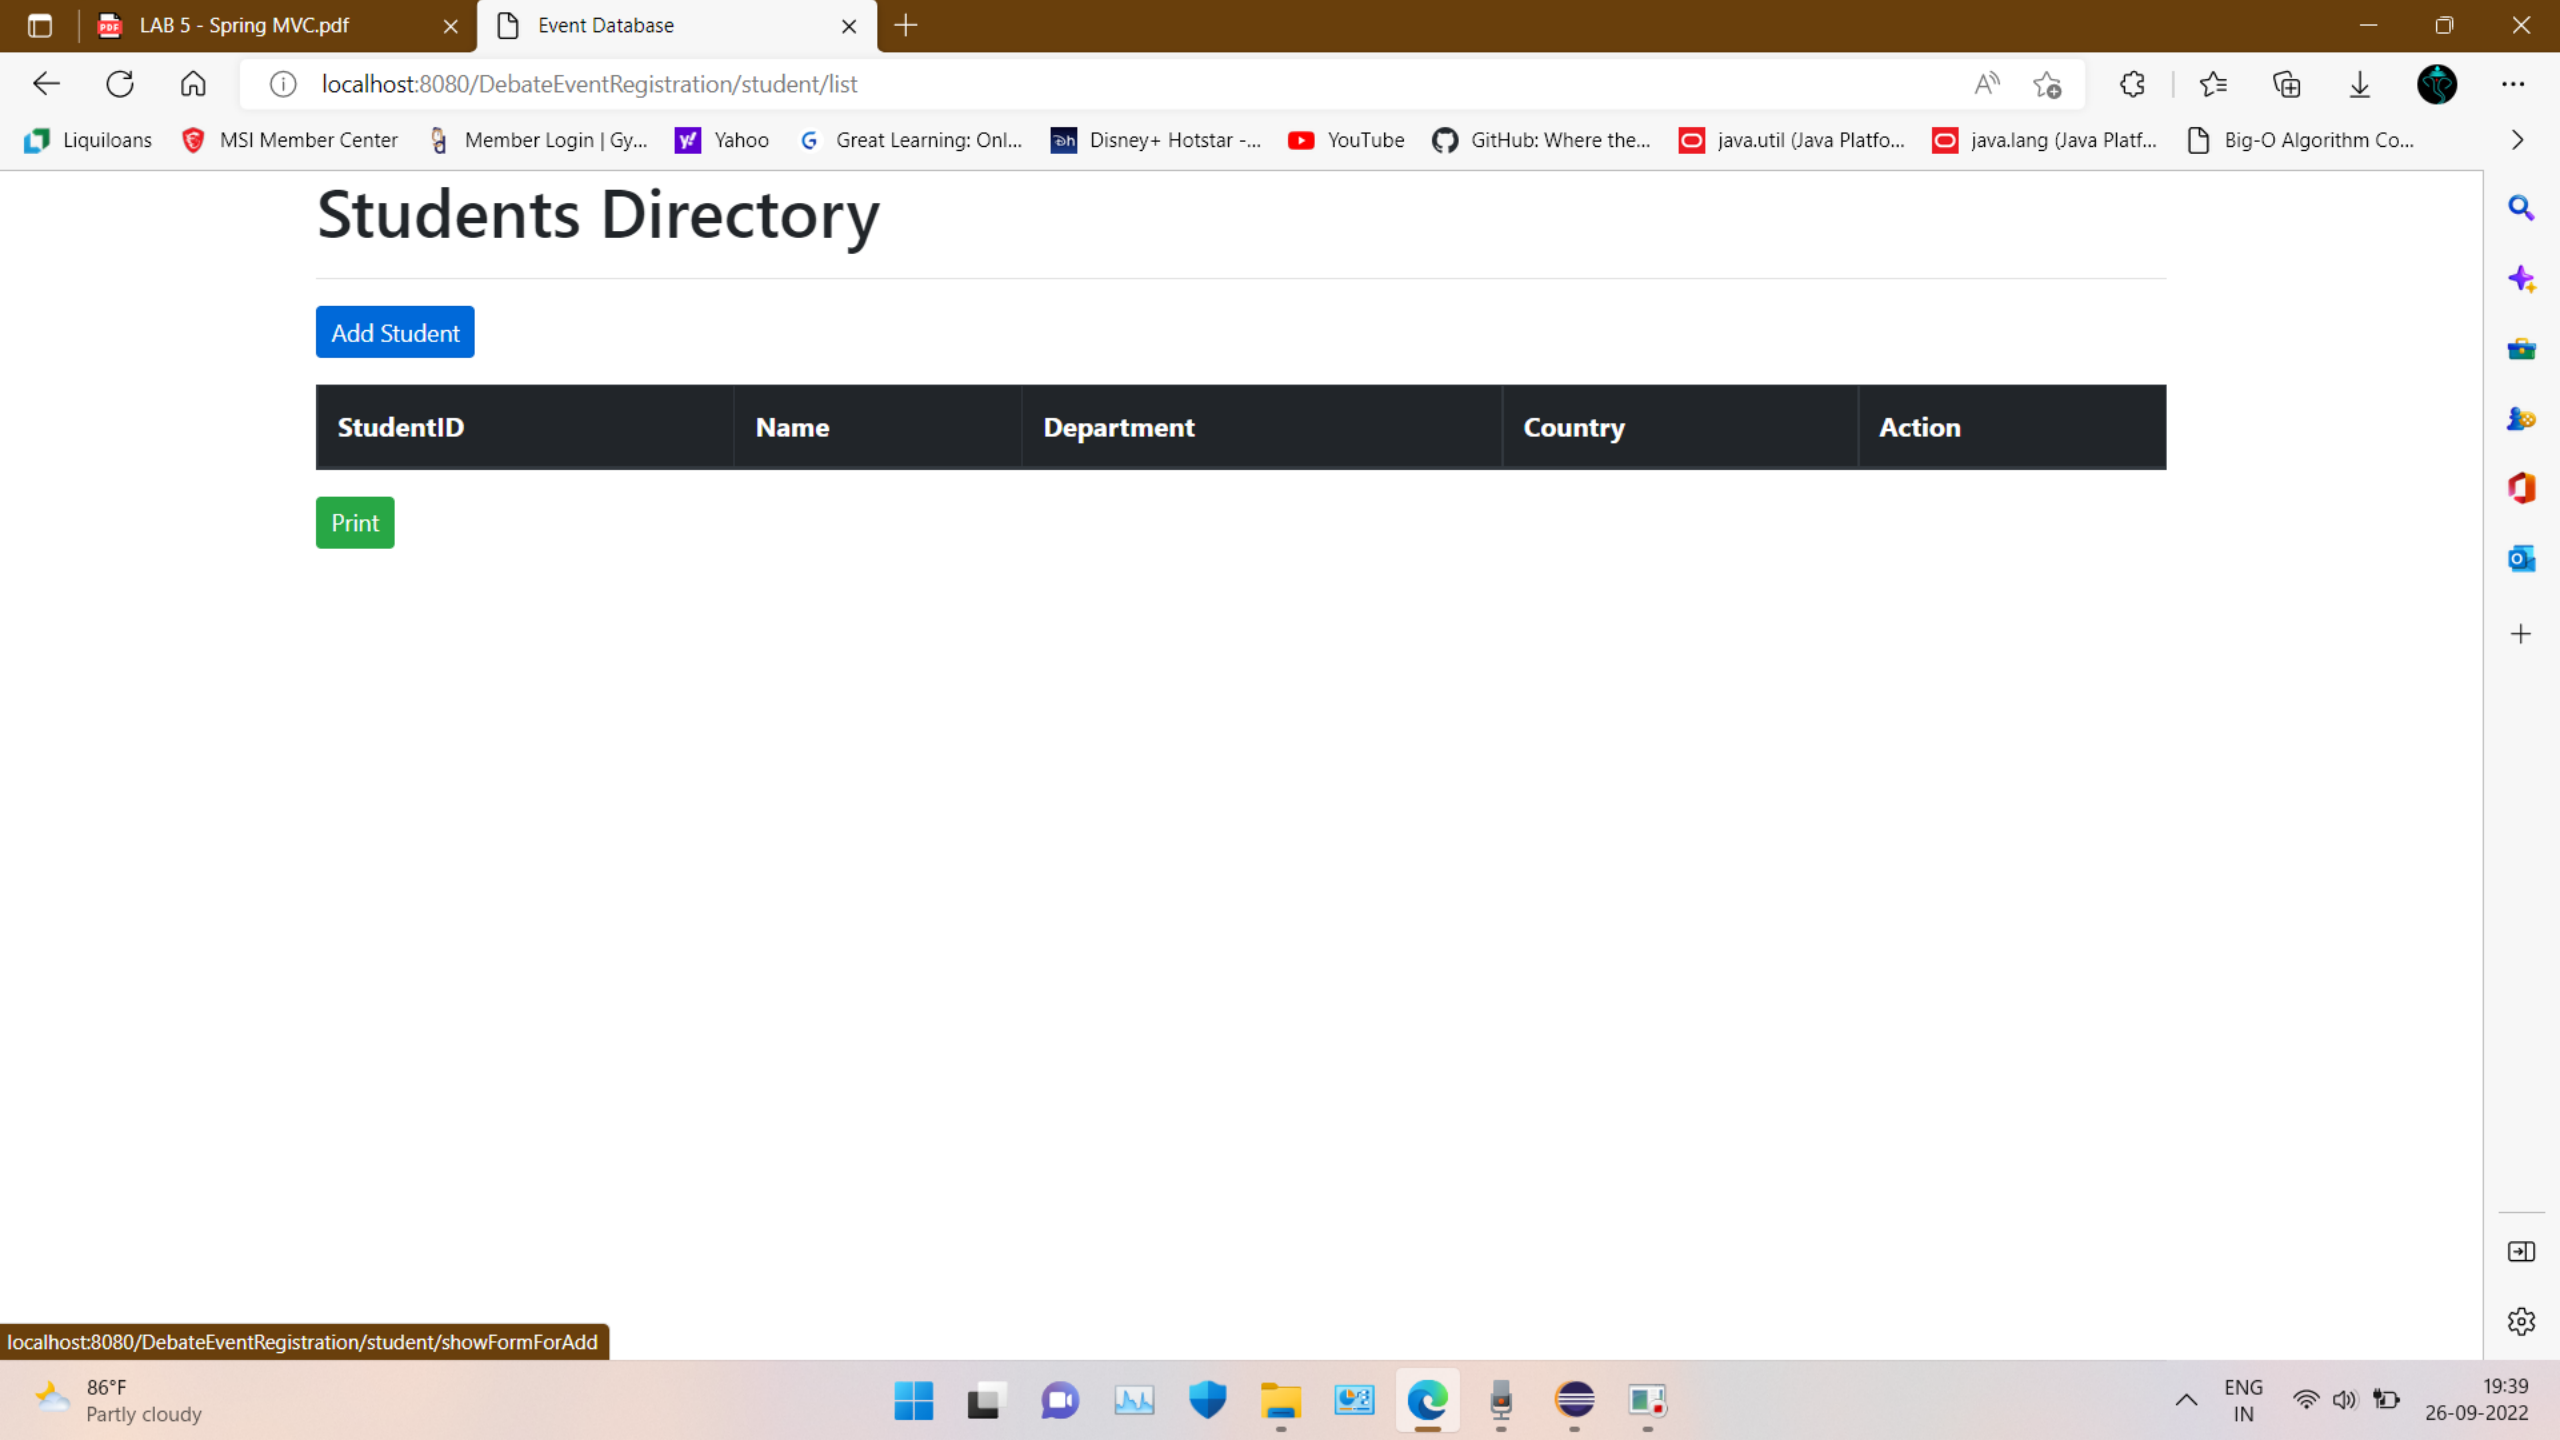 LAB 5 - Spring MVC.pdf
Event Database
localhost:8080/DebateEventRegistration/student/list
Liquiloans
MSI Member Center
Member Login | Gy...
Yahoo
Great Learning: Onl...
Disney+ Hotstar -...
YouTube
GitHub: Where the...
java.util (Java Platfo...
java.lang (Java Platf...
Big-O Algorithm Co...
Students Directory
Add Student
StudentID Name Department Country Action
Print
localhost:8080/DebateEventRegistration/student/showFormForAdd
86°F
Partly cloudy
ENG
IN
19:39
26-09-2022